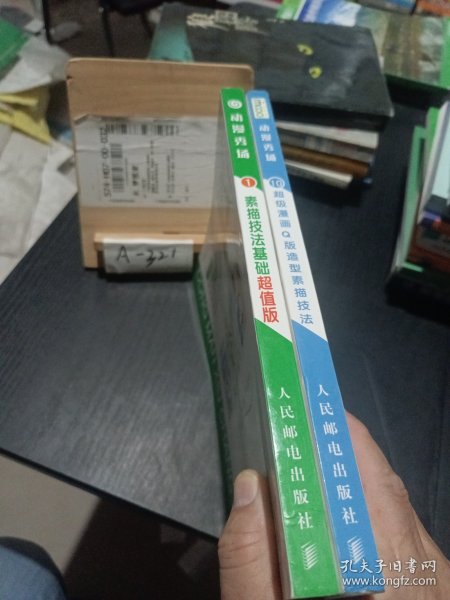 动漫秀场
1
素描技法基础超值版
人民邮电出版社
动漫秀场
10
超级漫画Q版造型素描技法
人民邮电出版社
A-321
孔夫子旧书网
www.kongfz.com